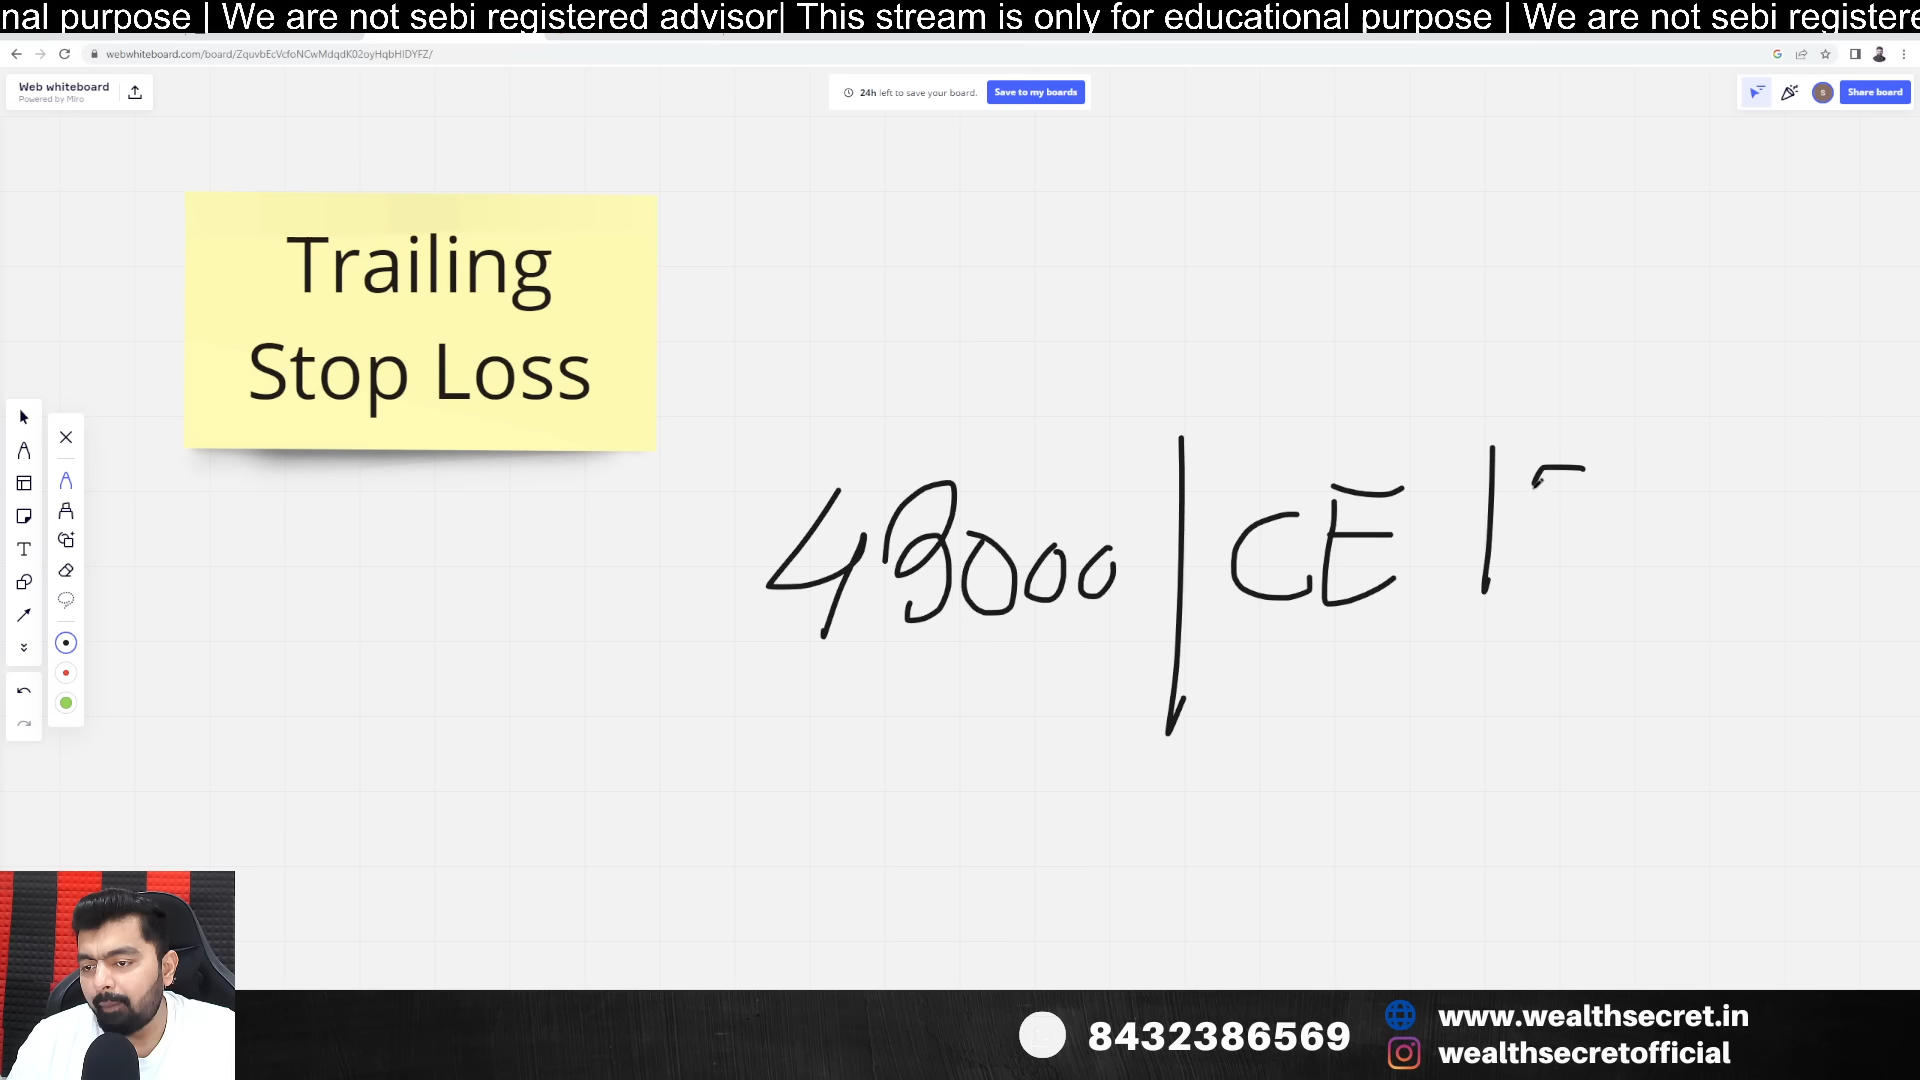 nal purpose | We are not sebi registered advisor| This stream is only for educational purpose | We are not sebi registere
webwhiteboard.com/board/ZquvbEcVcfoNCwMdqdK02oyHqbHIDYFZ/
Web whiteboard
Powered by Miro
24h left to save your board.
Save to my boards
S
Share board
Trailing
Stop Loss
| CE |
8432386569
www.wealthsecret.in
wealthsecretofficial